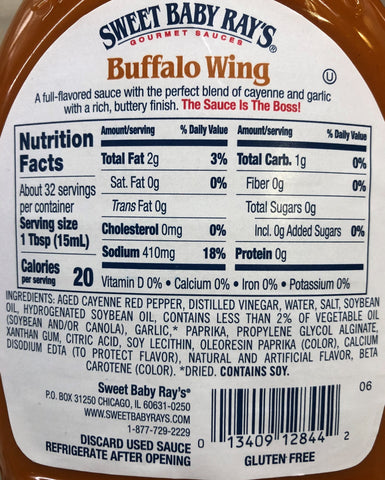 SWEET BABY RAY'S®
GOURMET SAUCES
Buffalo Wing
U
A full-flavored sauce with the perfect blend of cayenne and garlic
with a rich, buttery finish. The Sauce Is The Boss!
Nutrition Facts
About 32 servings
per container
Serving size
1 Tbsp (15mL)
Calories per serving 20
Amount/serving % Daily Value
Total Fat 2g 3%
Sat. Fat 0g 0%
Trans Fat 0g
Cholesterol 0mg 0%
Sodium 410mg 18%
Amount/serving % Daily Value
Total Carb. 1g 0%
Fiber 0g 0%
Total Sugars 0g
Incl. 0g Added Sugars 0%
Protein 0g
Vitamin D 0% • Calcium 0% • Iron 0% • Potassium 0%
INGREDIENTS: AGED CAYENNE RED PEPPER, DISTILLED VINEGAR, WATER, SALT, SOYBEAN
OIL, HYDROGENATED SOYBEAN OIL, CONTAINS LESS THAN 2% OF VEGETABLE OIL
(SOYBEAN AND/OR CANOLA), GARLIC,* PAPRIKA, PROPYLENE GLYCOL ALGINATE,
XANTHAN GUM, CITRIC ACID, SOY LECITHIN, OLEORESIN PAPRIKA (COLOR), CALCIUM
DISODIUM EDTA (TO PROTECT FLAVOR), NATURAL AND ARTIFICIAL FLAVOR, BETA
CAROTENE (COLOR). *DRIED. CONTAINS SOY.
Sweet Baby Ray's®
P.O. BOX 31250 CHICAGO, IL 60631-0250
WWW.SWEETBABYRAYS.COM
1-877-729-2229
DISCARD USED SAUCE
REFRIGERATE AFTER OPENING
06
0 13409 12844 2
GLUTEN FREE